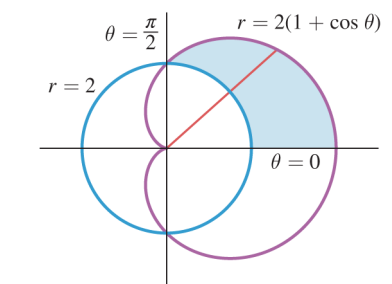 r = 2(1 + cos θ)
θ = π/2
r = 2
θ = 0